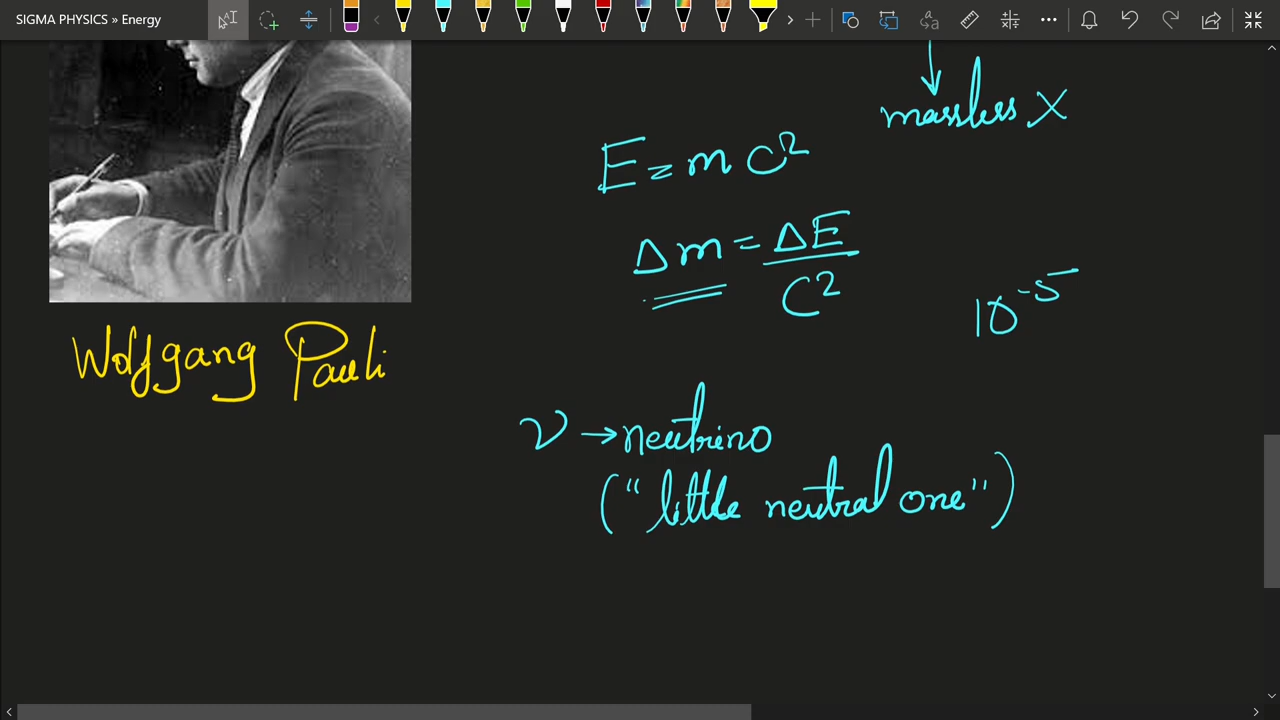 SIGMA PHYSICS » Energy
massless X
E = mc²
Δm = ΔE/C²
10⁻⁵
Wolfgang Pauli
ν → neutrino
("little neutral one")